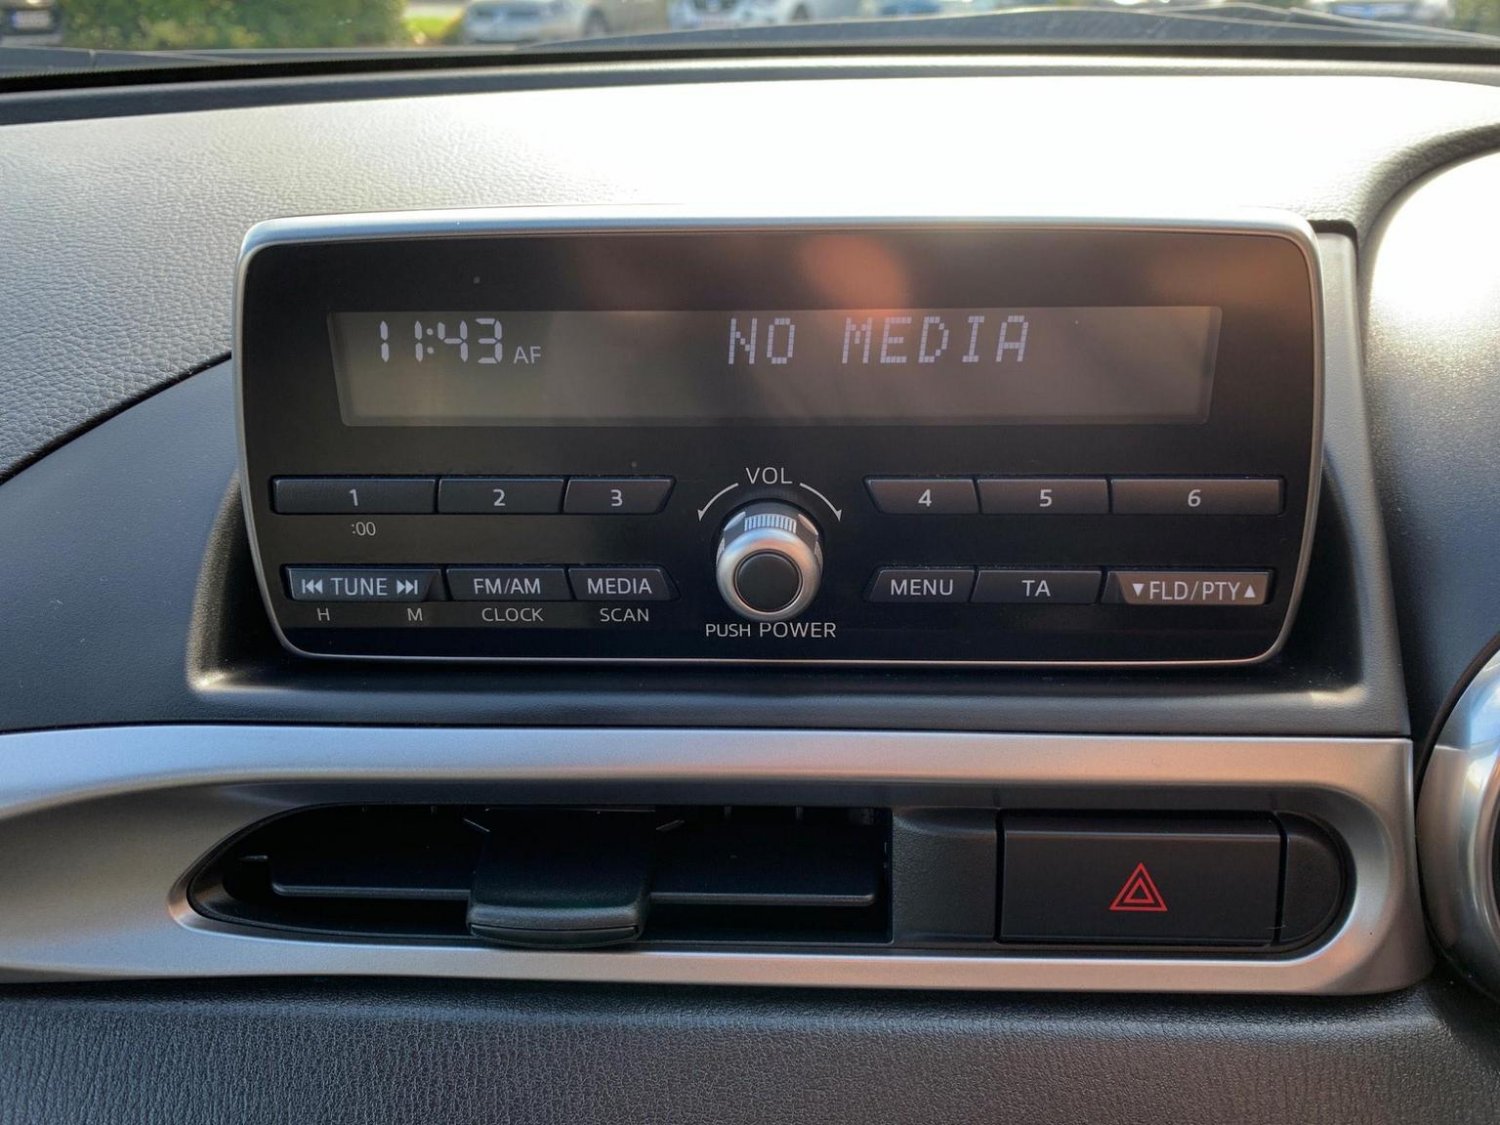 11:43 AF NO MEDIA
VOL
1 2 3 4 5 6
:00
TUNE FM/AM MEDIA MENU TA ▼FLD/PTY▲
H M CLOCK SCAN
PUSH POWER